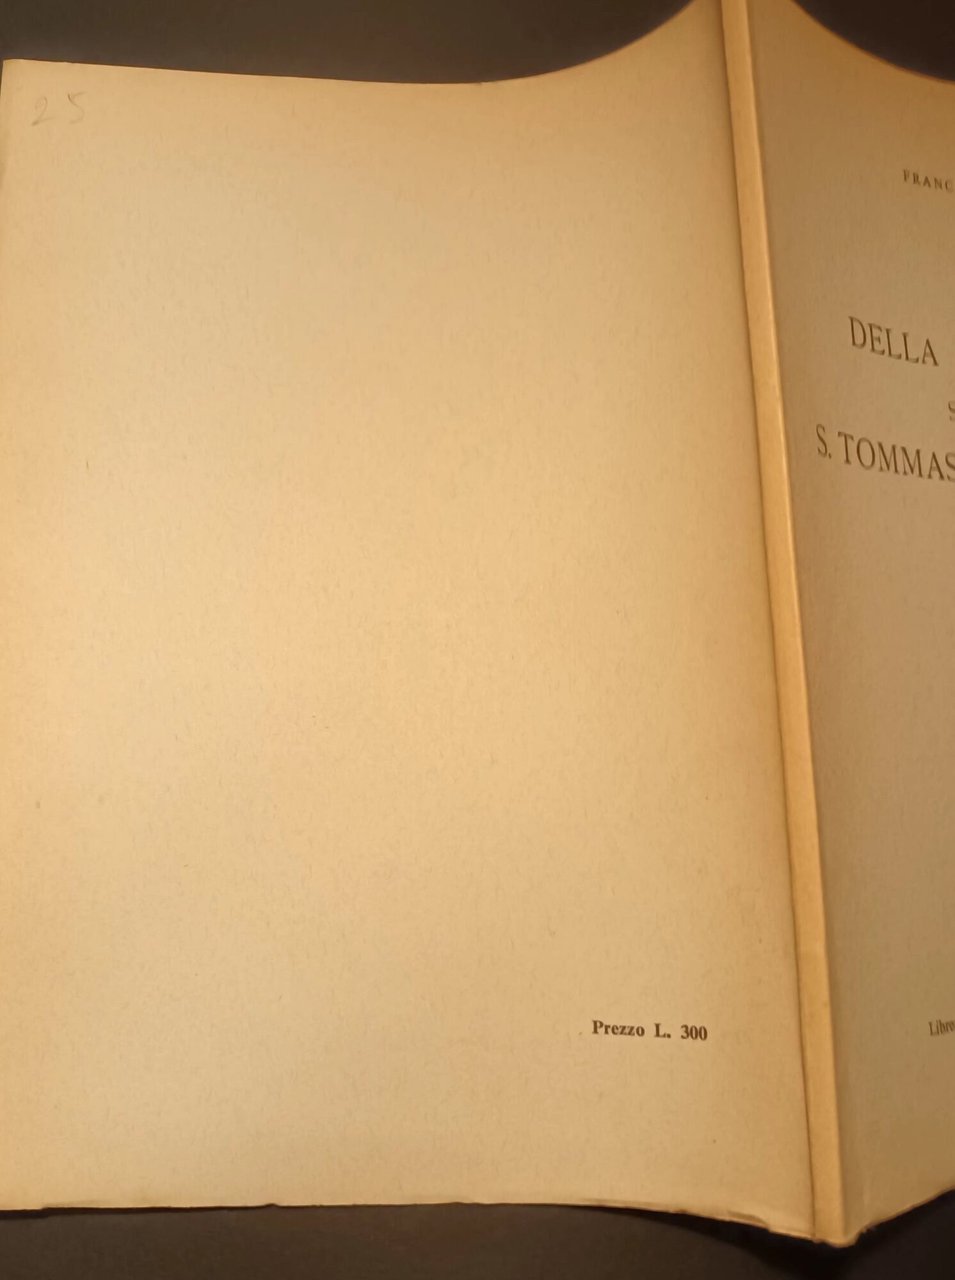 25
Prezzo L. 300
FRANC
DELLA
S
S. TOMMAS
Libre